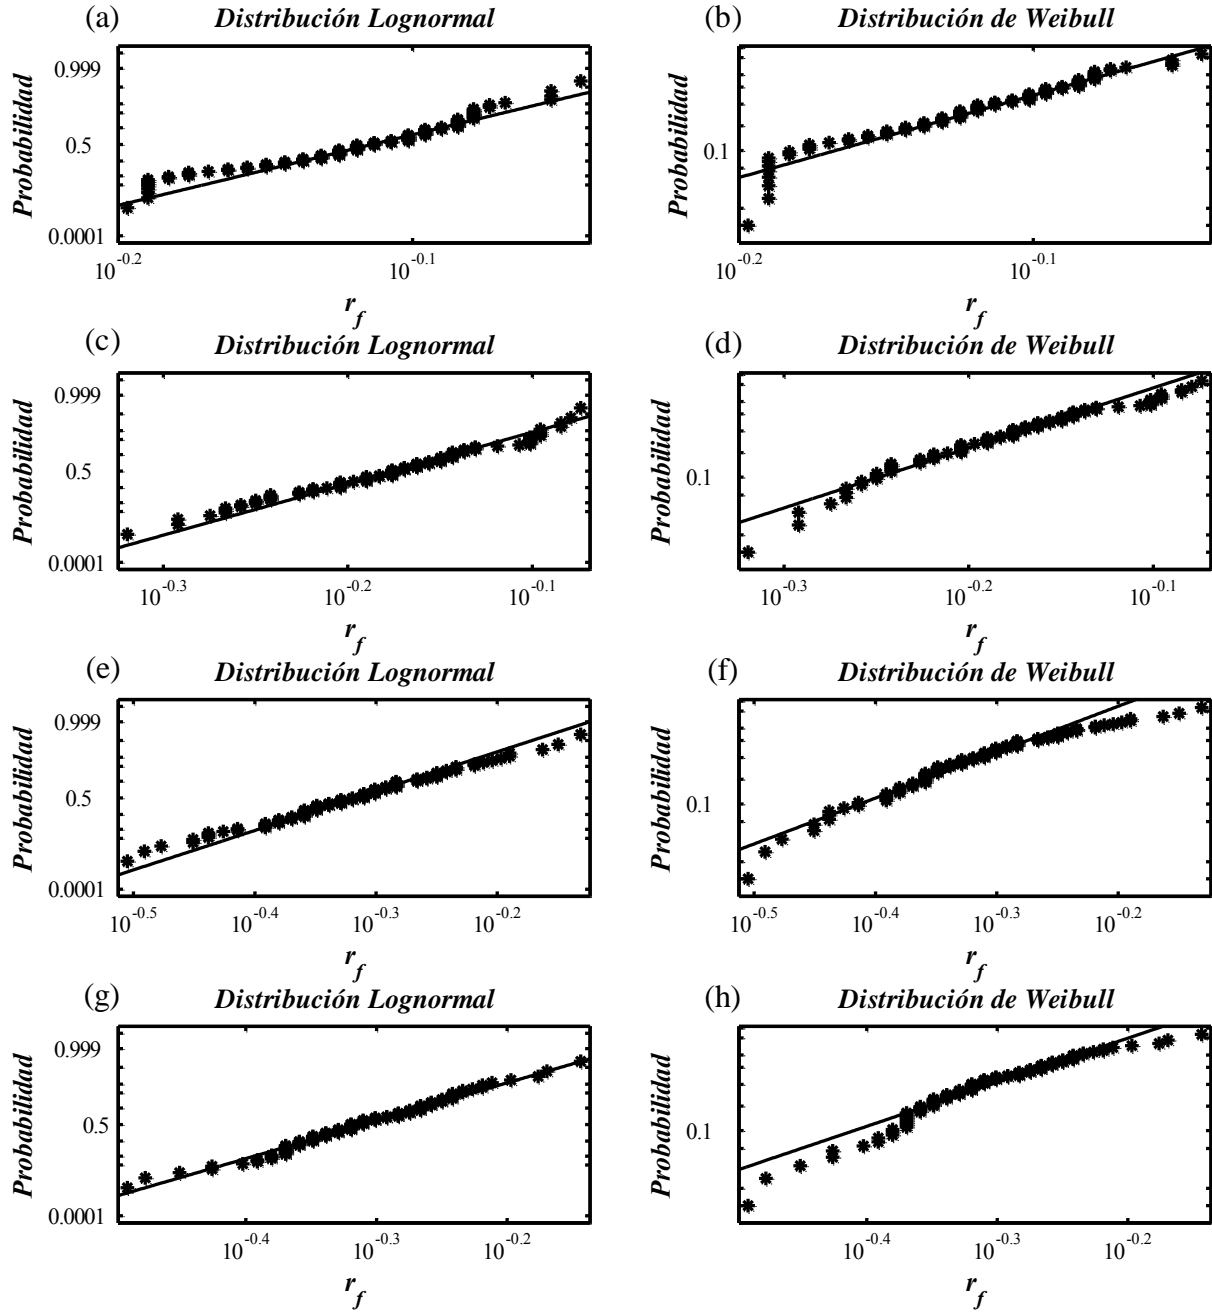 (a) Distribución Lognormal
Probabilidad
0.999
0.5
0.0001
10^-0.2 10^-0.1
r_f
(b) Distribución de Weibull
Probabilidad
0.1
10^-0.2 10^-0.1
r_f
(c) Distribución Lognormal
Probabilidad
0.999
0.5
0.0001
10^-0.3 10^-0.2 10^-0.1
r_f
(d) Distribución de Weibull
Probabilidad
0.1
10^-0.3 10^-0.2 10^-0.1
r_f
(e) Distribución Lognormal
Probabilidad
0.999
0.5
0.0001
10^-0.5 10^-0.4 10^-0.3 10^-0.2
r_f
(f) Distribución de Weibull
Probabilidad
0.1
10^-0.5 10^-0.4 10^-0.3 10^-0.2
r_f
(g) Distribución Lognormal
Probabilidad
0.999
0.5
0.0001
10^-0.4 10^-0.3 10^-0.2
r_f
(h) Distribución de Weibull
Probabilidad
0.1
10^-0.4 10^-0.3 10^-0.2
r_f